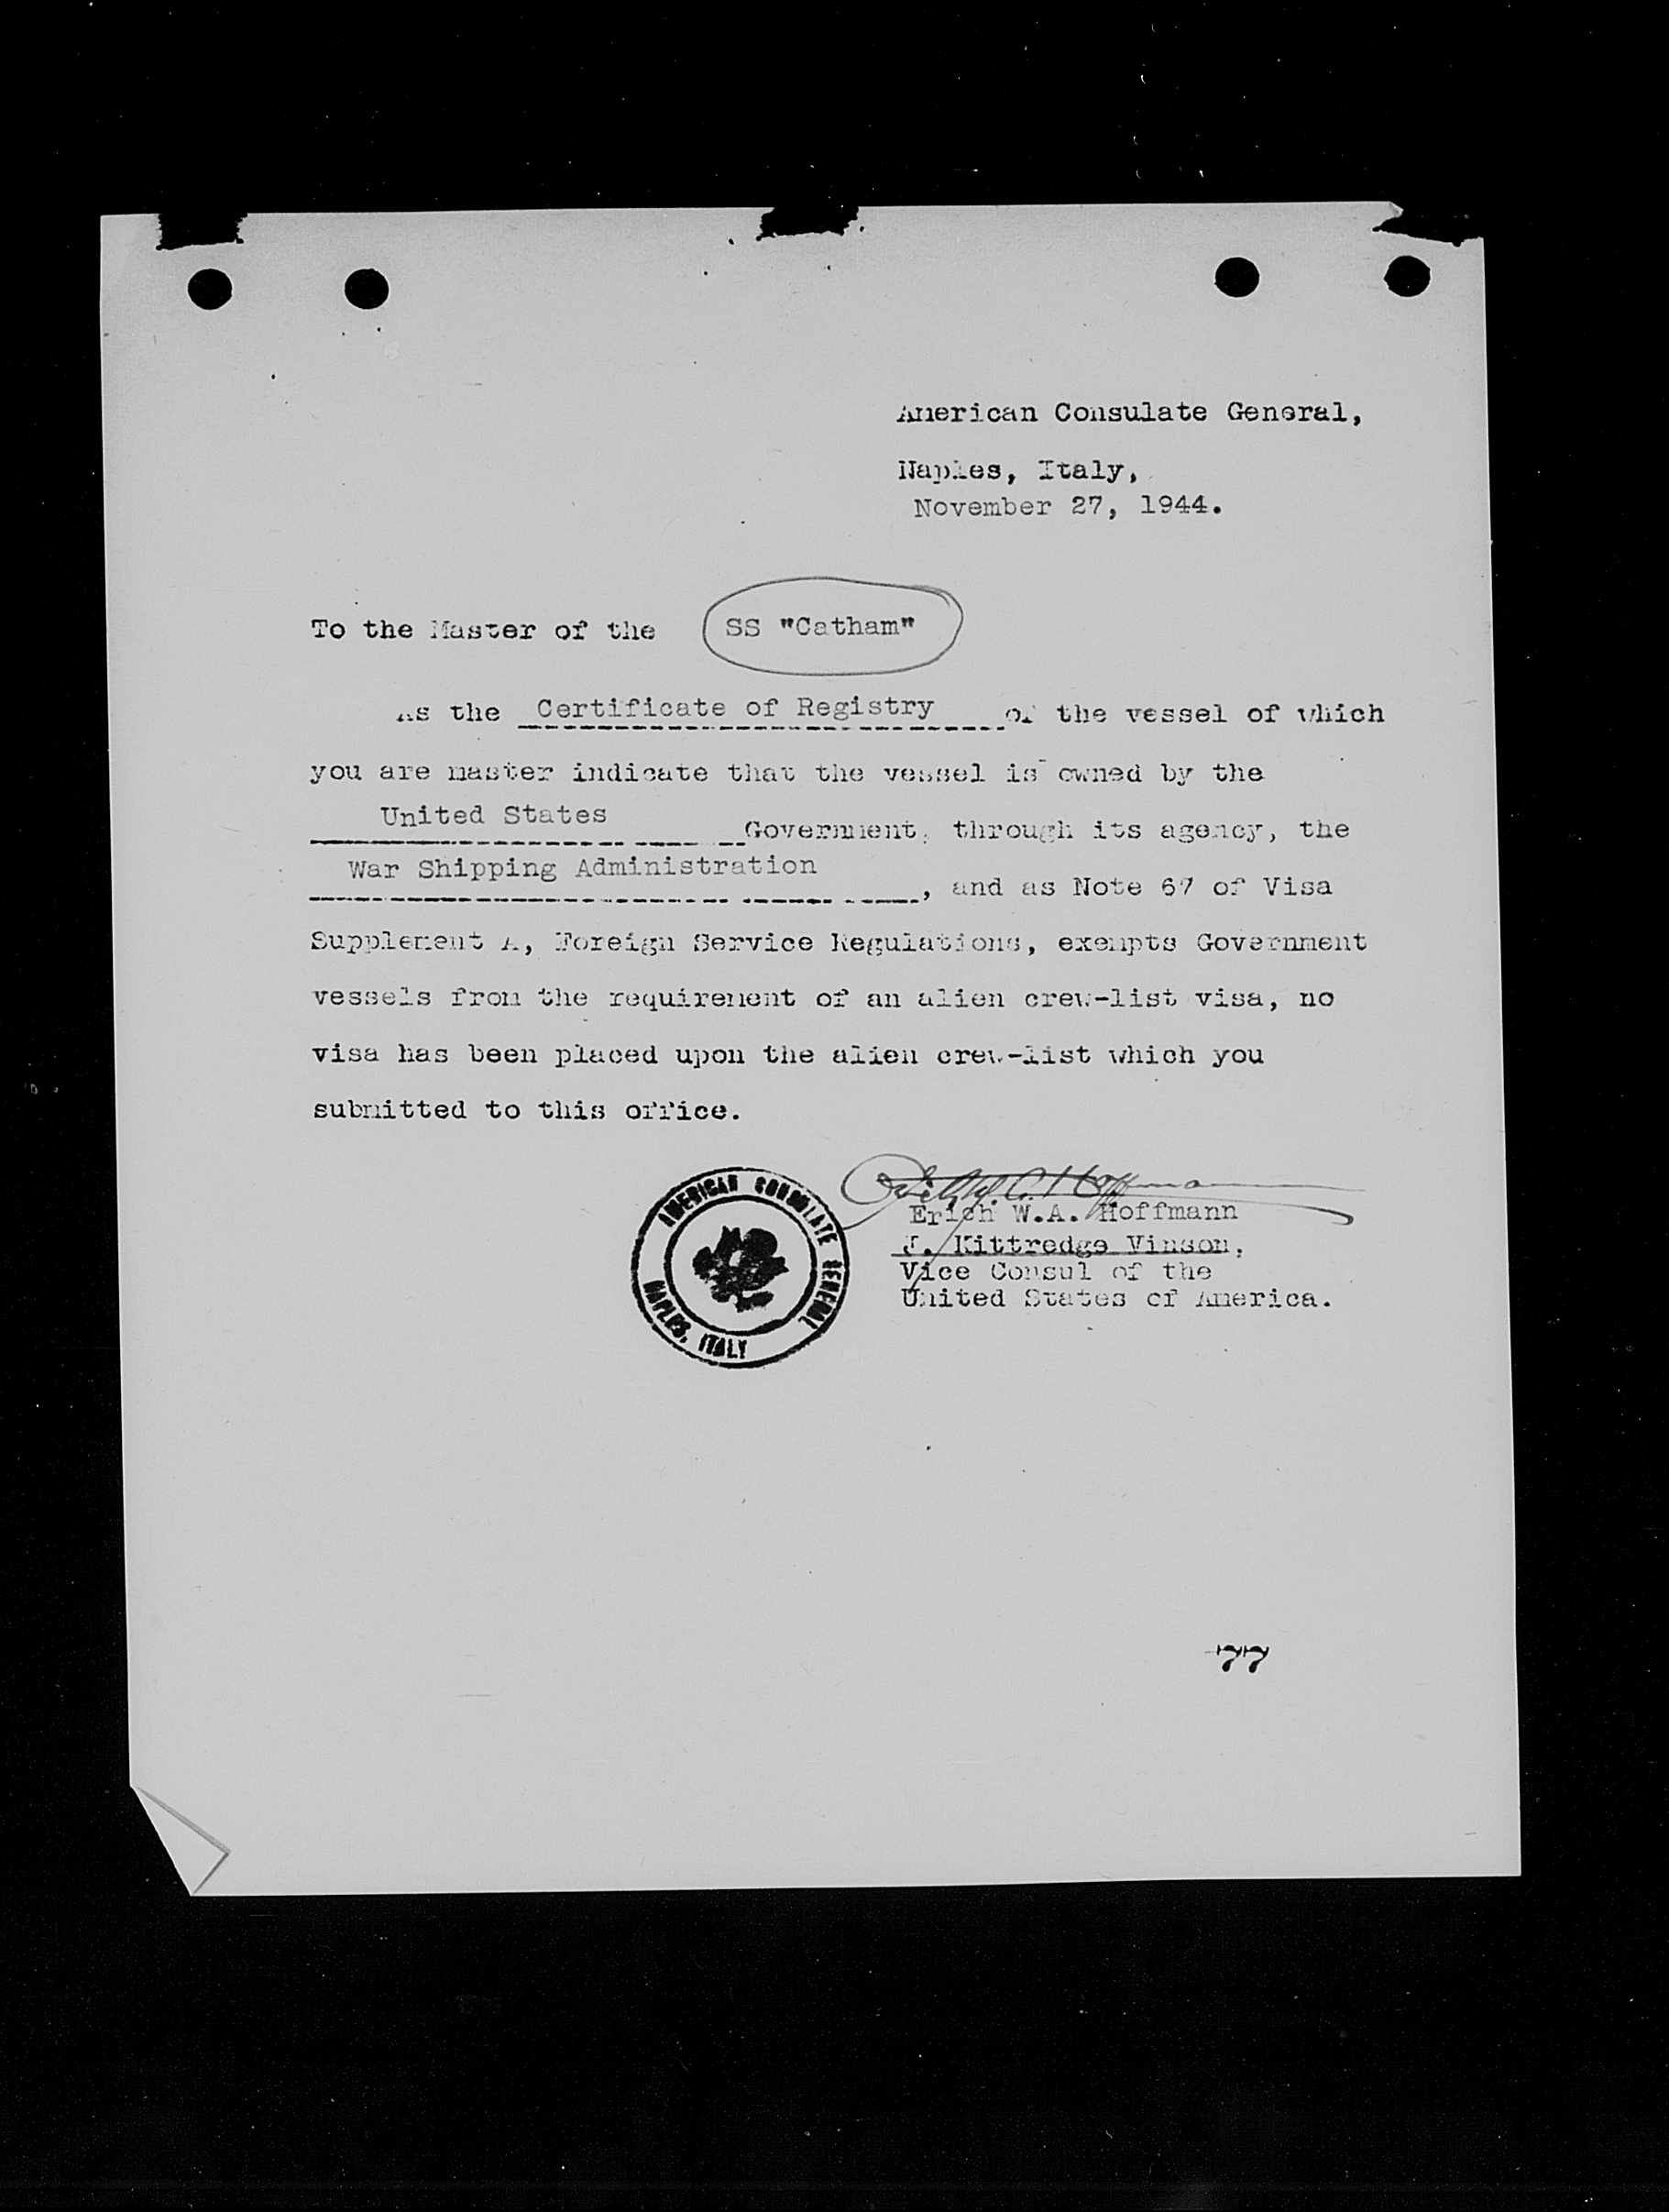 American Consulate General,
Naples, Italy,
November 27, 1944.
To the Master of the SS "Catham"
As the Certificate of Registry of the vessel of which
you are master indicate that the vessel is owned by the
United States Government, through its agency, the
War Shipping Administration, and as Note 67 of Visa
Supplement A, Foreign Service Regulations, exempts Government
vessels from the requirement of an alien crew-list visa, no
visa has been placed upon the alien crew-list which you
submitted to this office.
Erich W.A. Hoffmann
Erich W.A. Hoffmann
J. Kittredge Vinson,
Vice Consul of the
United States of America.
AMERICAN CONSULATE GENERAL
NAPLES, ITALY
77